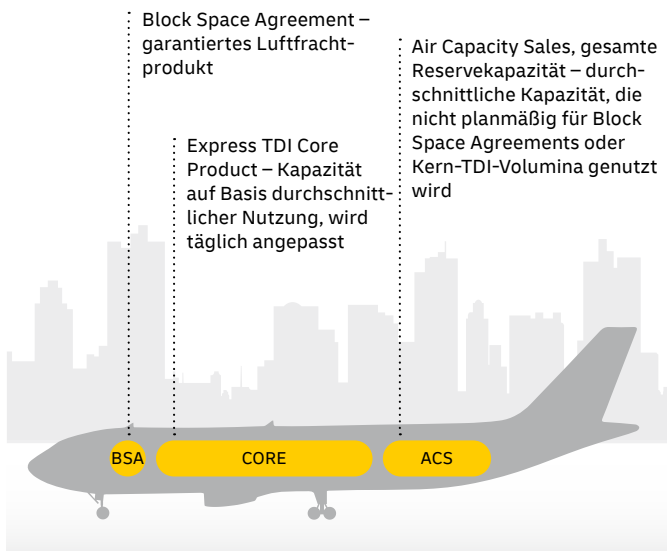 Block Space Agreement –
garantiertes Luftfracht-
produkt
Express TDI Core
Product – Kapazität
auf Basis durchschnitt-
licher Nutzung, wird
täglich angepasst
Air Capacity Sales, gesamte
Reservekapazität – durch-
schnittliche Kapazität, die
nicht planmäßig für Block
Space Agreements oder
Kern-TDI-Volumina genutzt
wird
BSA
CORE
ACS